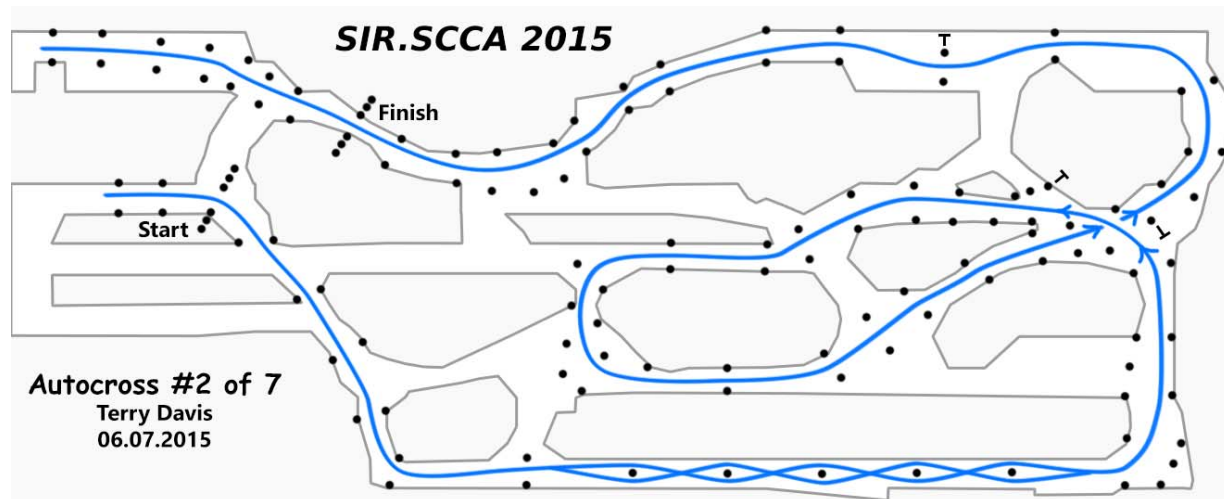 SIR.SCCA 2015
T
Finish
T
Start
T
Autocross #2 of 7
Terry Davis
06.07.2015